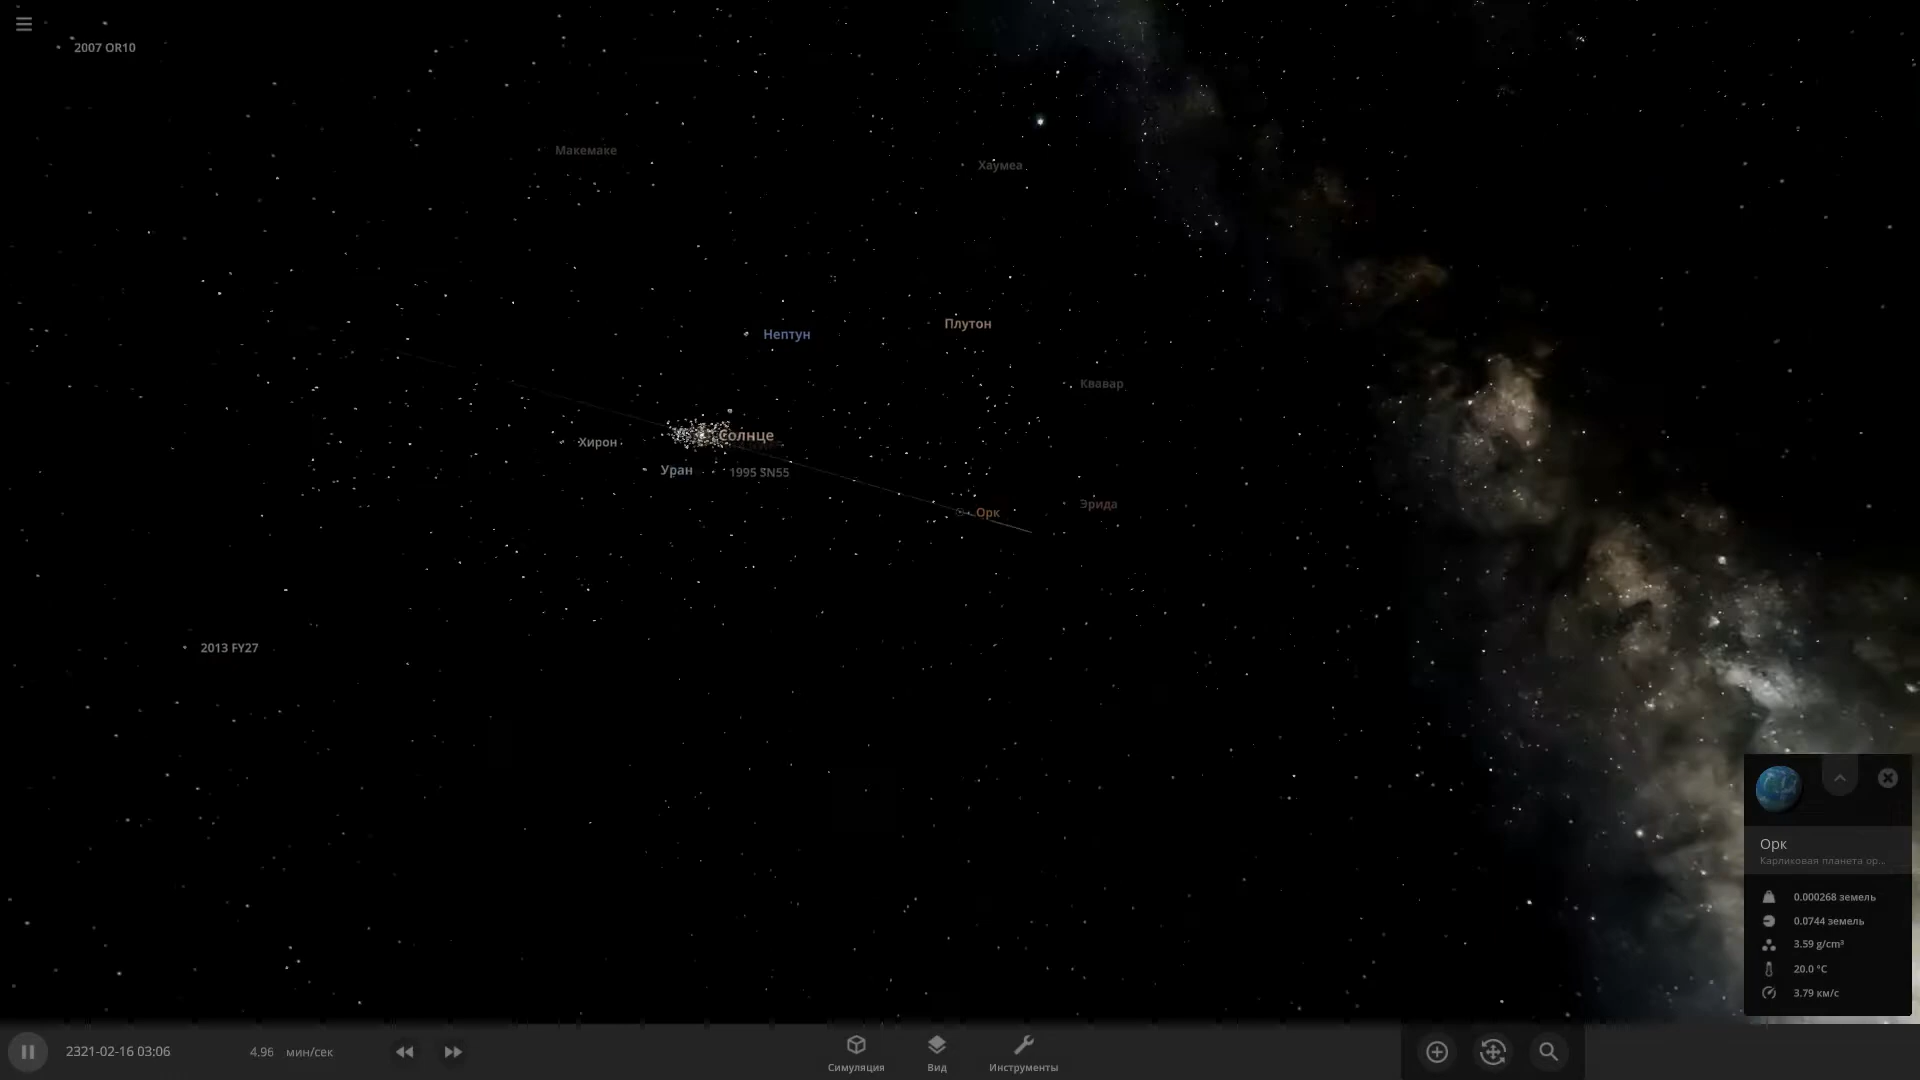 2007 OR10
Макемаке
Хаумеа
Нептун
Плутон
Квавар
Солнце
Хирон
Уран
1995 SN55
Орк
Эрида
2013 FY27
Орк
Карликовая планета ор...
0.000268 земель
0.0744 земель
3.59 g/cm³
20.0 °C
3.79 км/с
2321-02-16 03:06
4.96 мин/сек
Симуляция
Вид
Инструменты